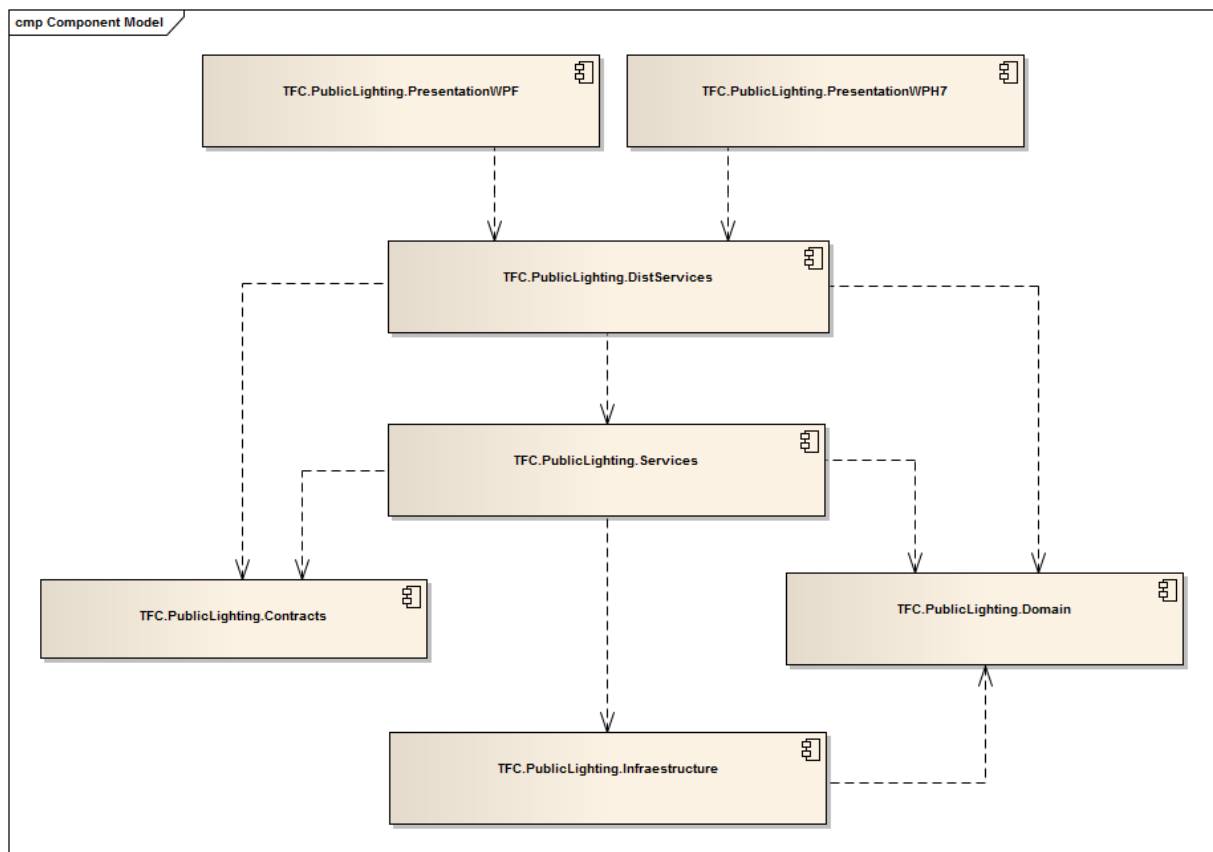 cmp Component Model
TFC.PublicLighting.PresentationWPF
TFC.PublicLighting.PresentationWPH7
TFC.PublicLighting.DistServices
TFC.PublicLighting.Services
TFC.PublicLighting.Contracts
TFC.PublicLighting.Domain
TFC.PublicLighting.Infraestructure